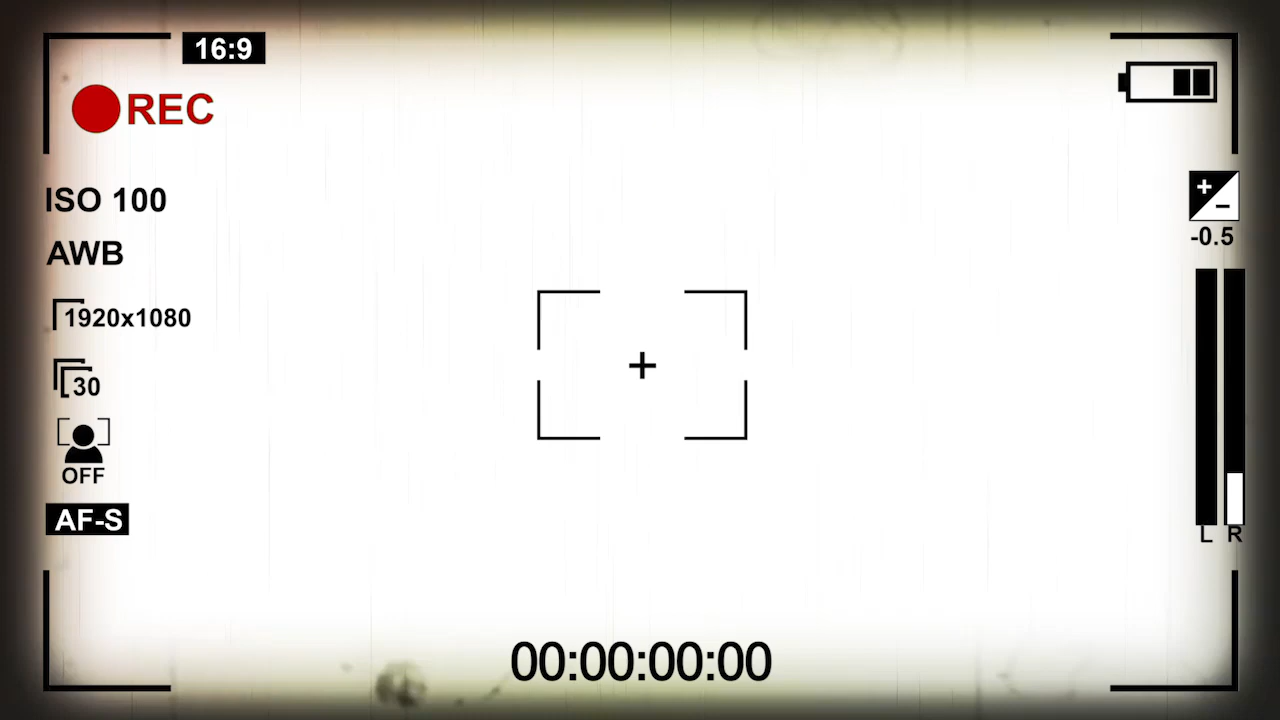 16:9
REC
ISO 100
AWB
-0.5
1920x1080
30
OFF
AF-S
L R
00:00:00:00